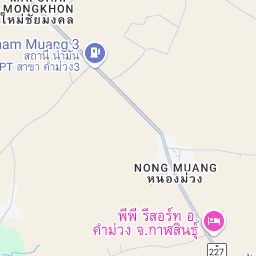 MONGKHON
ใหม่ชัยมงคล
am Muang 3
สถานี น้ำมัน
PT สาขา คำม่วง3
NONG MUANG
หนองม่วง
พีพี รีสอร์ท อ.
คำม่วง จ.กาฬสินธุ์
227